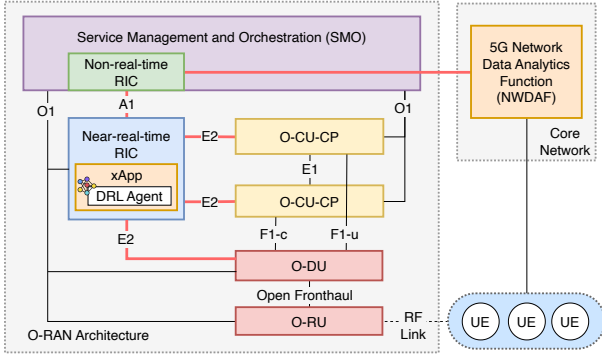 Service Management and Orchestration (SMO)
Non-real-time
RIC
5G Network
Data Analytics
Function
(NWDAF)
Core
Network
O1
A1
O1
Near-real-time
RIC
xApp
DRL Agent
E2
O-CU-CP
E1
E2
O-CU-CP
E2
F1-c
F1-u
O-DU
Open Fronthaul
O-RU
RF
Link
O-RAN Architecture
UE
UE
UE